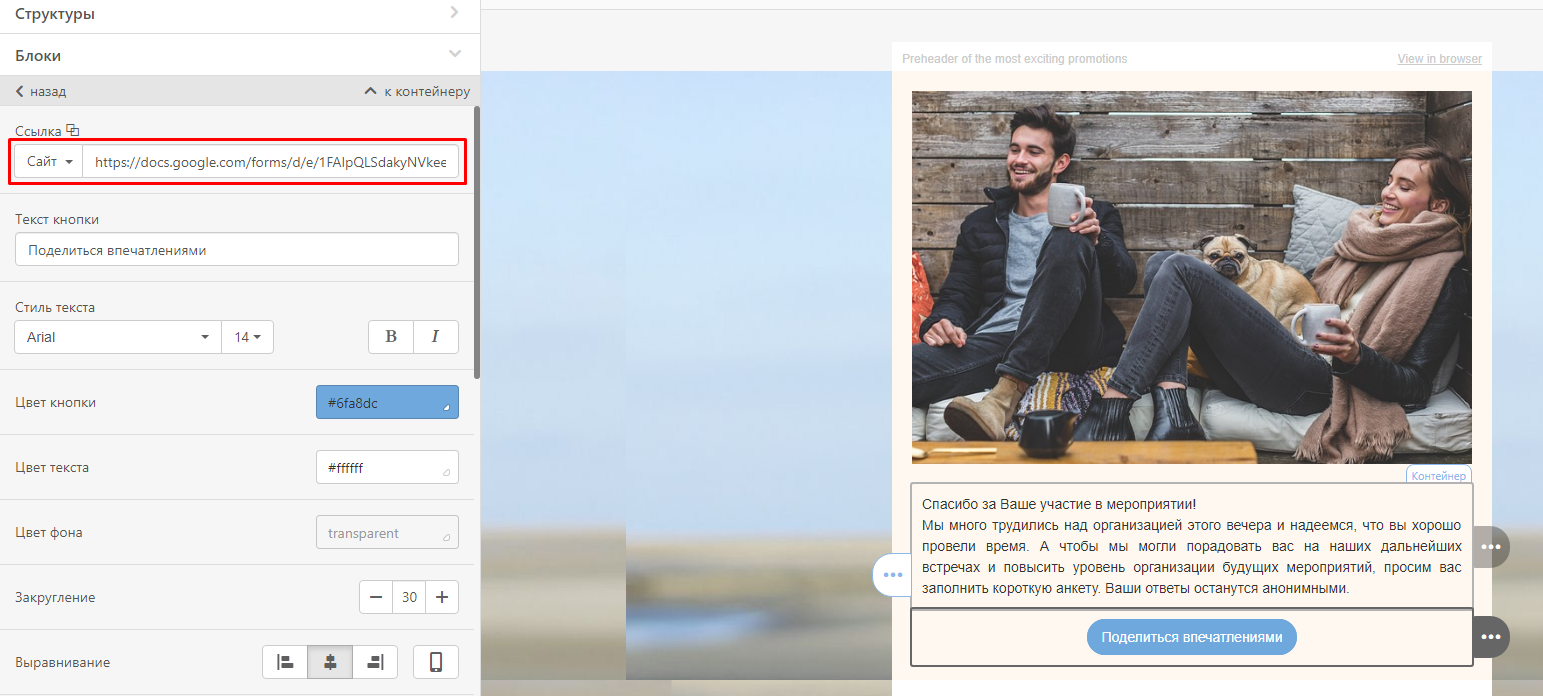 Структуры
Блоки
назад
к контейнеру
Ссылка
Сайт
https://docs.google.com/forms/d/e/1FAIpQLSdakyNVkee
Текст кнопки
Поделиться впечатлениями
Стиль текста
Arial
14
B
I
Цвет кнопки
#6fa8dc
Цвет текста
#ffffff
Цвет фона
transparent
Закругление
30
Выравнивание
Preheader of the most exciting promotions
View in browser
Контейнер
Спасибо за Ваше участие в мероприятии!
Мы много трудились над организацией этого вечера и надеемся, что вы хорошо
провели время. А чтобы мы могли порадовать вас на наших дальнейших
встречах и повысить уровень организации будущих мероприятий, просим вас
заполнить короткую анкету. Ваши ответы останутся анонимными.
Поделиться впечатлениями